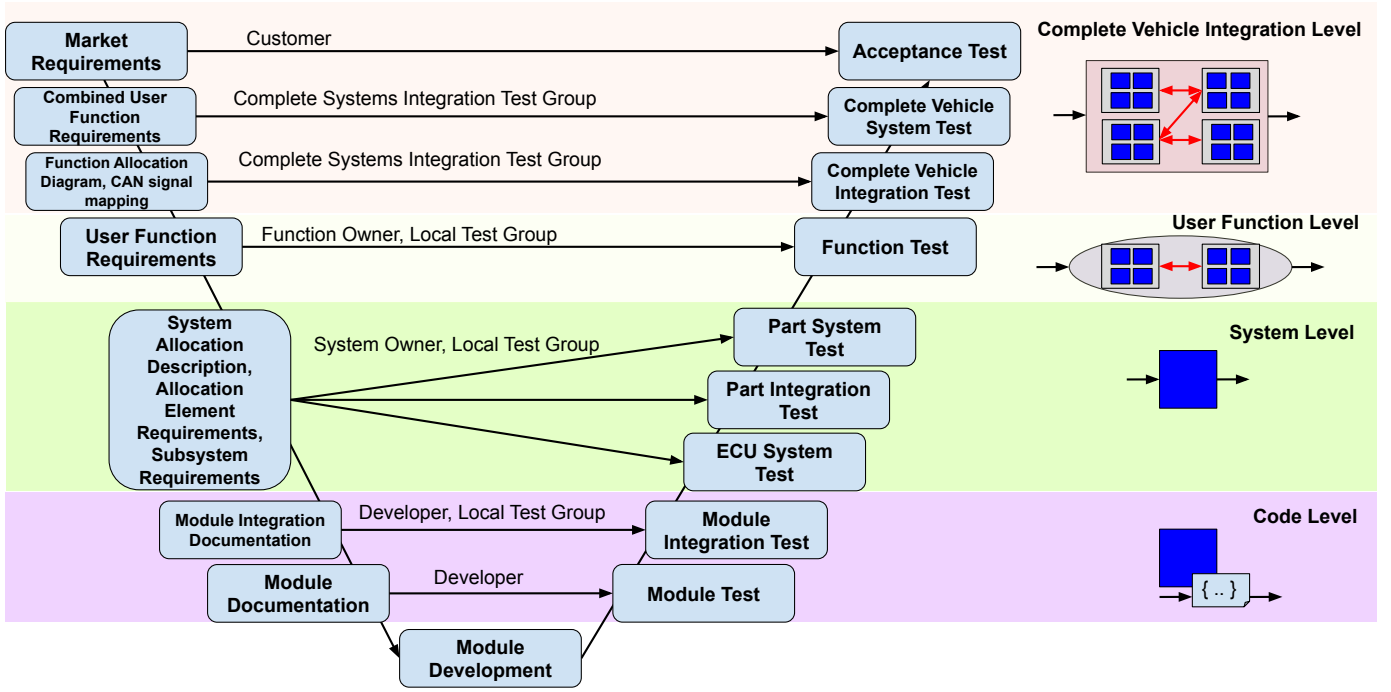 Market
Requirements
Customer
Acceptance Test
Complete Vehicle Integration Level
Combined User
Function
Requirements
Complete Systems Integration Test Group
Complete Vehicle
System Test
Function Allocation
Diagram, CAN signal
mapping
Complete Systems Integration Test Group
Complete Vehicle
Integration Test
User Function
Requirements
Function Owner, Local Test Group
Function Test
User Function Level
System
Allocation
Description,
Allocation
Element
Requirements,
Subsystem
Requirements
System Owner, Local Test Group
Part System
Test
Part Integration
Test
ECU System
Test
System Level
Module Integration
Documentation
Developer, Local Test Group
Module
Integration Test
Code Level
{ .. }
Module
Documentation
Developer
Module Test
Module
Development